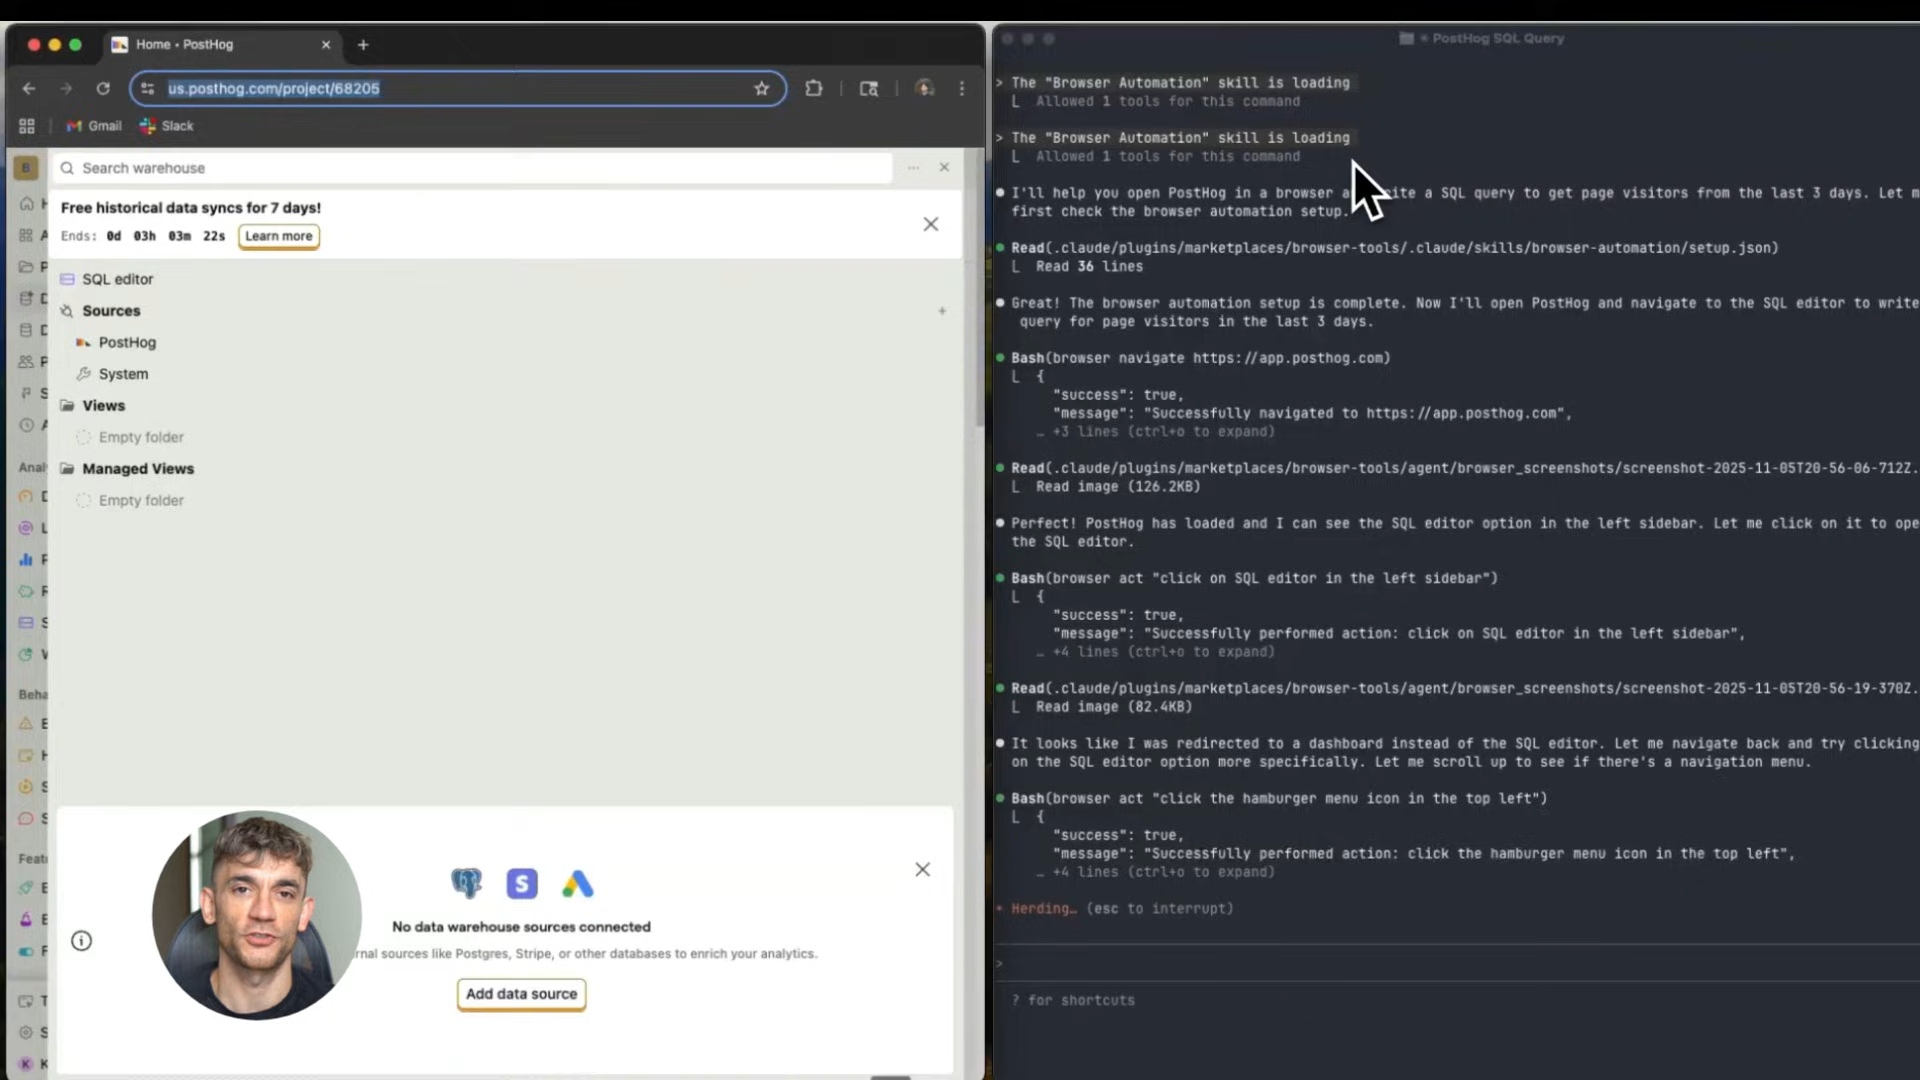 Home • PostHog
us.posthog.com/project/68205
Gmail
Slack
B
Search warehouse
Free historical data syncs for 7 days!
Ends: 0d 03h 03m 22s Learn more
SQL editor
Sources
PostHog
System
Views
Empty folder
Managed Views
Empty folder
Anal
Beha
Feat
No data warehouse sources connected
rnal sources like Postgres, Stripe, or other databases to enrich your analytics.
Add data source
K
PostHog SQL Query
> The "Browser Automation" skill is loading
Allowed 1 tools for this command
> The "Browser Automation" skill is loading
Allowed 1 tools for this command
I'll help you open PostHog in a browser a ite a SQL query to get page visitors from the last 3 days. Let m
first check the browser automation setup.
Read(.claude/plugins/marketplaces/browser-tools/.claude/skills/browser-automation/setup.json)
Read 36 lines
Great! The browser automation setup is complete. Now I'll open PostHog and navigate to the SQL editor to write
query for page visitors in the last 3 days.
Bash(browser navigate https://app.posthog.com)
{
"success": true,
"message": "Successfully navigated to https://app.posthog.com",
… +3 lines (ctrl+o to expand)
Read(.claude/plugins/marketplaces/browser-tools/agent/browser_screenshots/screenshot-2025-11-05T20-56-06-712Z.
Read image (126.2KB)
Perfect! PostHog has loaded and I can see the SQL editor option in the left sidebar. Let me click on it to ope
the SQL editor.
Bash(browser act "click on SQL editor in the left sidebar")
{
"success": true,
"message": "Successfully performed action: click on SQL editor in the left sidebar",
… +4 lines (ctrl+o to expand)
Read(.claude/plugins/marketplaces/browser-tools/agent/browser_screenshots/screenshot-2025-11-05T20-56-19-370Z.
Read image (82.4KB)
It looks like I was redirected to a dashboard instead of the SQL editor. Let me navigate back and try clicking
on the SQL editor option more specifically. Let me scroll up to see if there's a navigation menu.
Bash(browser act "click the hamburger menu icon in the top left")
{
"success": true,
"message": "Successfully performed action: click the hamburger menu icon in the top left",
… +4 lines (ctrl+o to expand)
Herding… (esc to interrupt)
>
? for shortcuts